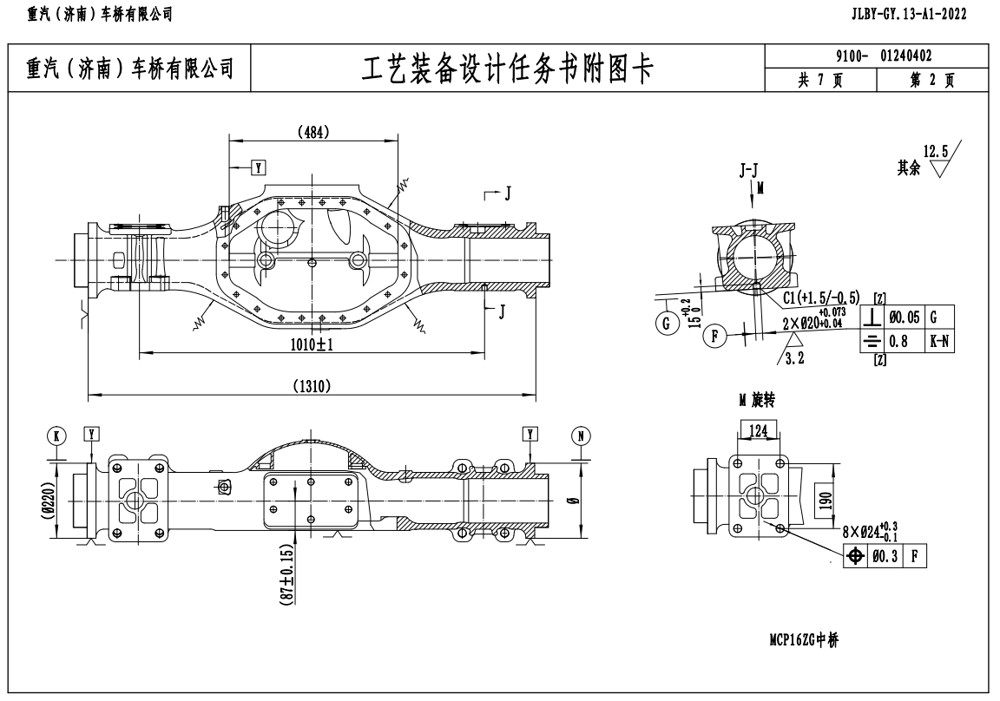 重汽(济南)车桥有限公司
JLBY-GY.13-A1-2022
重汽(济南)车桥有限公司
工艺装备设计任务书附图卡
9100- 01240402
共 7 页
第 2 页
(484)
Y
J
J
1010±1
(1310)
其余 12.5
J-J
M
G
15 +0.2 0
F
C1(+1.5/-0.5)
2×Ø20 +0.073 +0.04
3.2
[Z]
⊥ Ø0.05 G
⌯ 0.8 K-N
[Z]
K
Y
Y
N
(Ø220)
Ø
(87±0.15)
M 旋转
124
190
8×Ø24 +0.3 -0.1
⌖ Ø0.3 F
MCP16ZG中桥